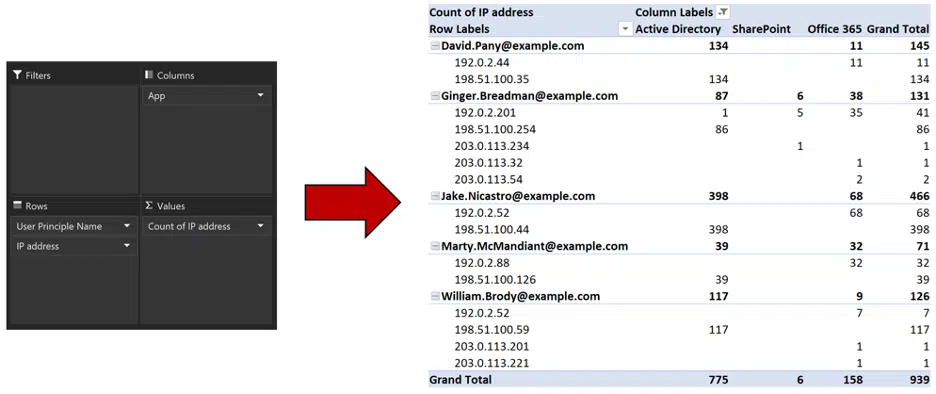 Filters
Columns
App
Rows
Values
User Principle Name
Count of IP address
IP address
Count of IP address Column Labels
Row Labels Active Directory SharePoint Office 365 Grand Total
David.Pany@example.com 134 11 145
192.0.2.44 11 11
198.51.100.35 134 134
Ginger.Breadman@example.com 87 6 38 131
192.0.2.201 1 5 35 41
198.51.100.254 86 86
203.0.113.234 1 1
203.0.113.32 1 1
203.0.113.54 2 2
Jake.Nicastro@example.com 398 68 466
192.0.2.52 68 68
198.51.100.44 398 398
Marty.McMandiant@example.com 39 32 71
192.0.2.88 32 32
198.51.100.126 39 39
William.Brody@example.com 117 9 126
192.0.2.52 7 7
198.51.100.59 117 117
203.0.113.201 1 1
203.0.113.221 1 1
Grand Total 775 6 158 939